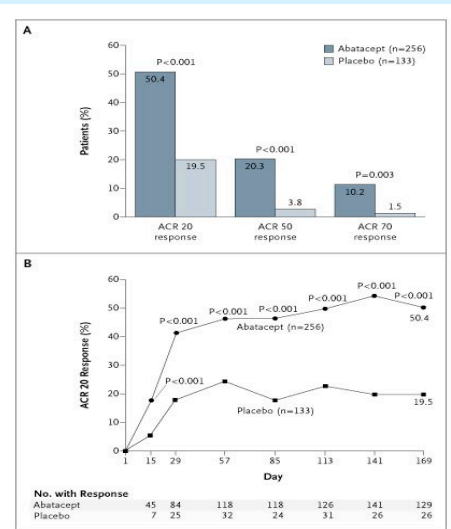 A
60
50
40
30
20
10
0
Patients (%)
Abatacept (n=256)
Placebo (n=133)
P<0.001
50.4
19.5
P<0.001
20.3
3.8
P=0.003
10.2
1.5
ACR 20
response
ACR 50
response
ACR 70
response
B
60
50
40
30
20
10
0
ACR 20 Response (%)
P<0.001
P<0.001
P<0.001
P<0.001
P<0.001
P<0.001
P<0.001
50.4
Abatacept (n=256)
Placebo (n=133)
19.5
1 15 29 57 85 113 141 169
Day
No. with Response
Abatacept 45 84 118 118 126 141 129
Placebo 7 25 32 24 31 26 26